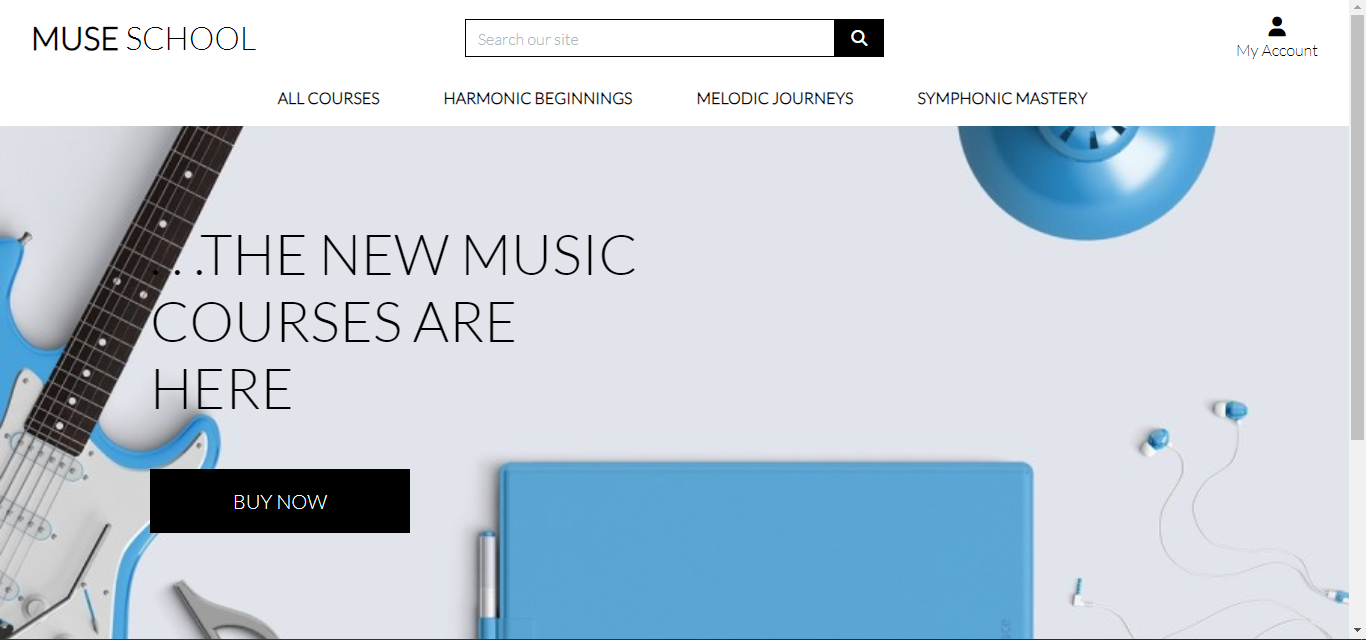 MUSE SCHOOL
Search our site
My Account
ALL COURSES HARMONIC BEGINNINGS MELODIC JOURNEYS SYMPHONIC MASTERY
. . .THE NEW MUSIC
COURSES ARE
HERE
BUY NOW